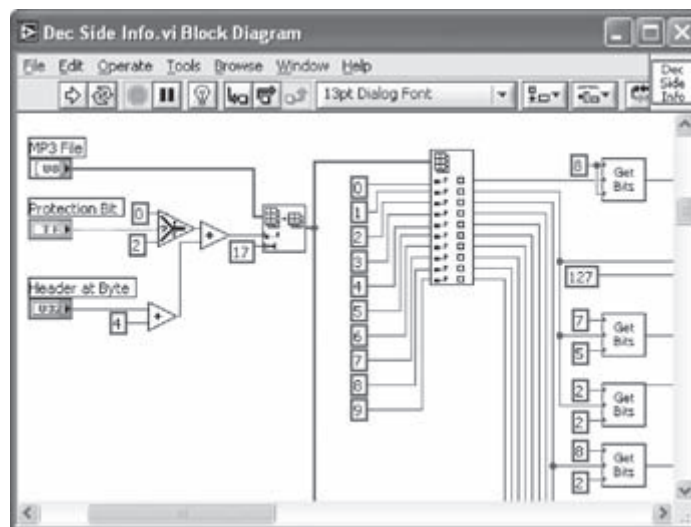 Dec Side Info.vi Block Diagram
File Edit Operate Tools Browse Window Help
13pt Dialog Font
Dec
Side
Info
MP3 File
Protection Bit
0
2
17
Header at Byte
U32
4
0
1
2
3
4
5
6
7
8
9
8
Get
Bits
127
7
5
Get
Bits
2
2
Get
Bits
8
2
Get
Bits